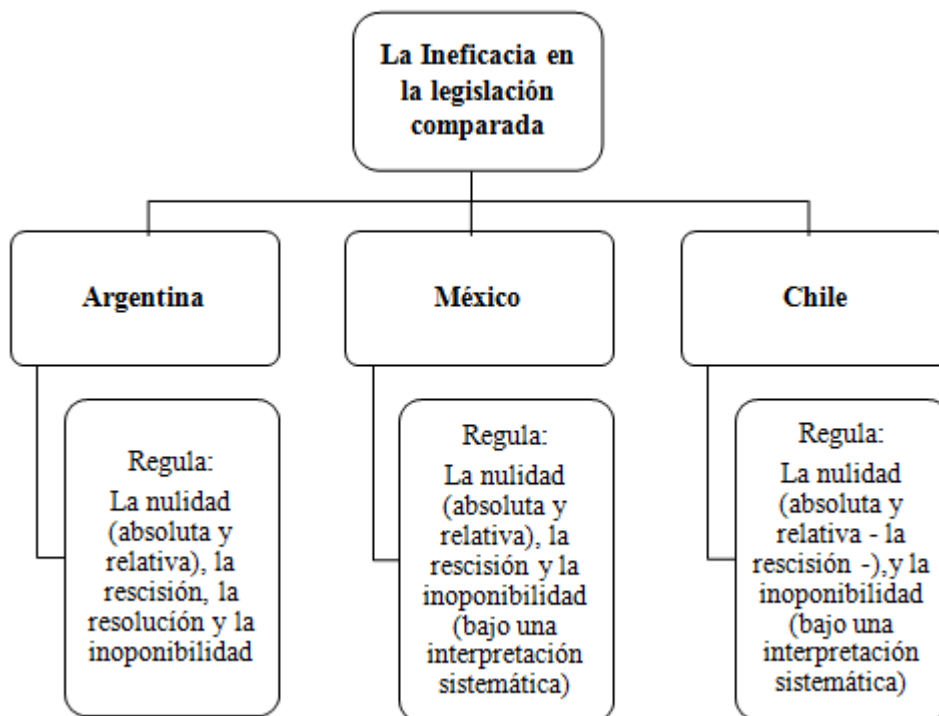 La Ineficacia en
la legislación
comparada
Argentina
México
Chile
Regula:
La nulidad
(absoluta y
relativa), la
rescisión, la
resolución y la
inoponibilidad
Regula:
La nulidad
(absoluta y
relativa), la
rescisión y la
inoponibilidad
(bajo una
interpretación
sistemática)
Regula:
La nulidad
(absoluta y
relativa - la
rescisión -),y la
inoponibilidad
(bajo una
interpretación
sistemática)